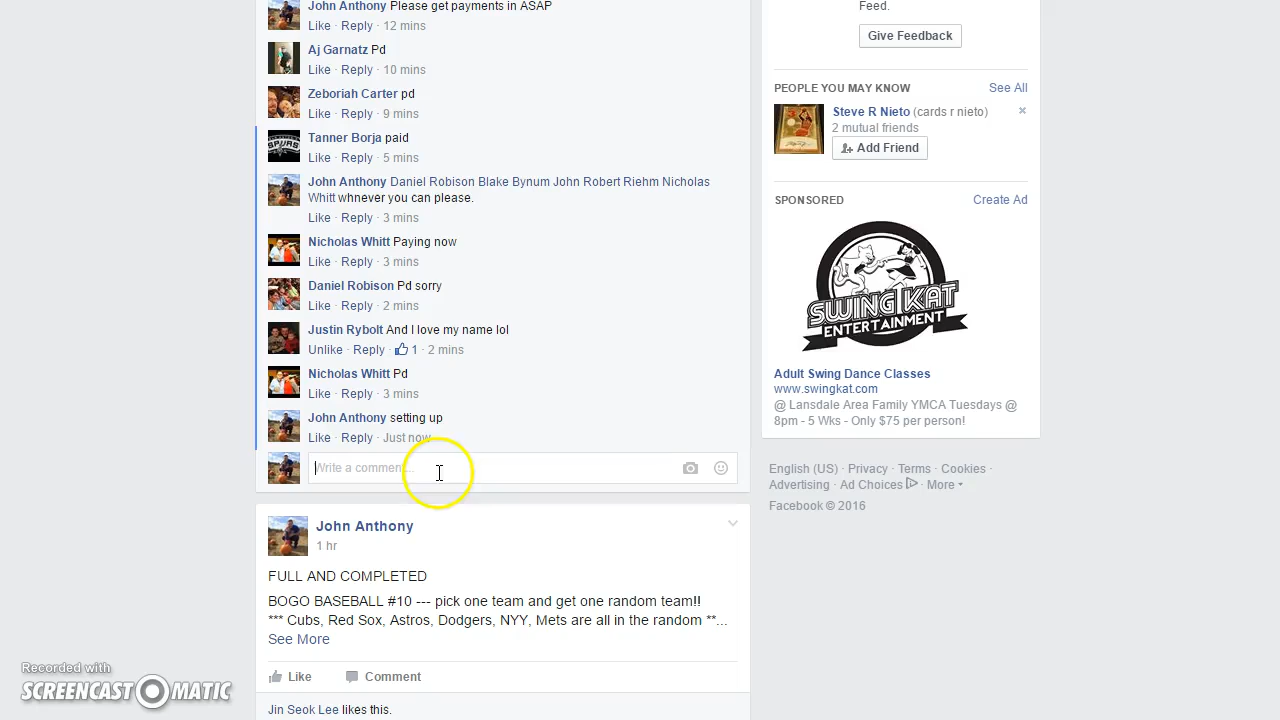 John Anthony Please get payments in ASAP
Like · Reply · 12 mins
Aj Garnatz Pd
Like · Reply · 10 mins
Zeboriah Carter pd
Like · Reply · 9 mins
Tanner Borja paid
Like · Reply · 5 mins
John Anthony Daniel Robison Blake Bynum John Robert Riehm Nicholas
Whitt whnever you can please.
Like · Reply · 3 mins
Nicholas Whitt Paying now
Like · Reply · 3 mins
Daniel Robison Pd sorry
Like · Reply · 2 mins
Justin Rybolt And I love my name lol
Unlike · Reply · 1 · 2 mins
Nicholas Whitt Pd
Like · Reply · 3 mins
John Anthony setting up
Like · Reply · Just now
Write a comment...
John Anthony
1 hr
FULL AND COMPLETED
BOGO BASEBALL #10 --- pick one team and get one random team!!
*** Cubs, Red Sox, Astros, Dodgers, NYY, Mets are all in the random **...
See More
Like Comment
Jin Seok Lee likes this.
Feed.
Give Feedback
PEOPLE YOU MAY KNOW See All
Steve R Nieto (cards r nieto)
2 mutual friends
Add Friend
SPONSORED Create Ad
SWING KAT
ENTERTAINMENT
Adult Swing Dance Classes
www.swingkat.com
@ Lansdale Area Family YMCA Tuesdays @
8pm - 5 Wks - Only $75 per person!
English (US) · Privacy · Terms · Cookies ·
Advertising · Ad Choices · More
Facebook © 2016
SPURS
Recorded with
SCREENCAST-O-MATIC